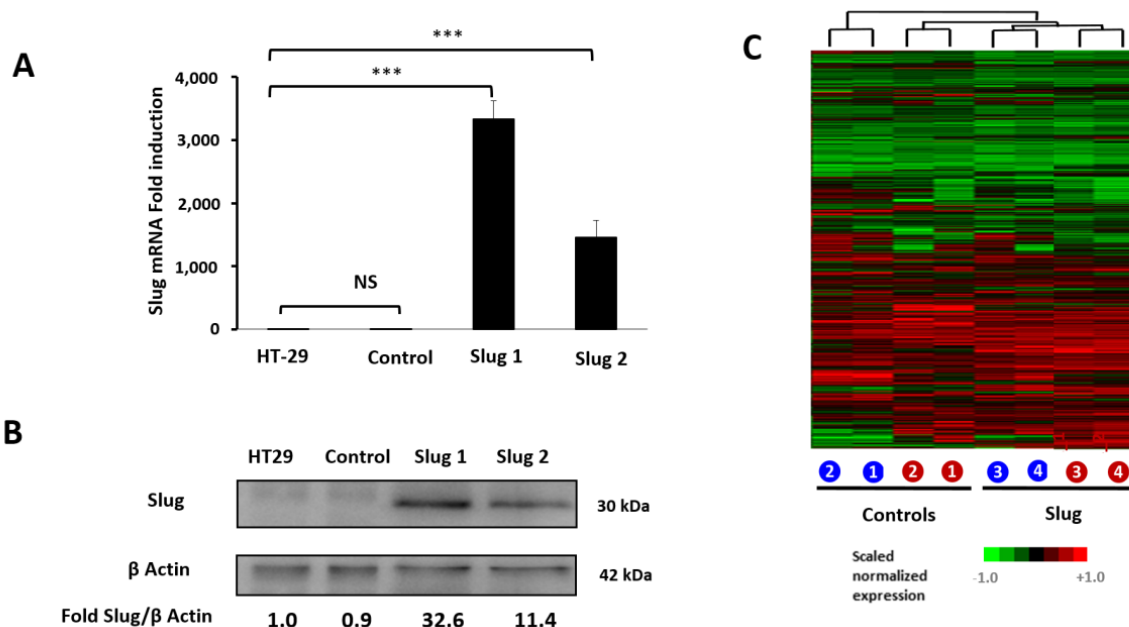 A
Slug mRNA Fold induction
4,000
3,000
2,000
1,000
0
***
***
NS
HT-29
Control
Slug 1
Slug 2
B
HT29 Control Slug 1 Slug 2
Slug
30 kDa
β Actin
42 kDa
Fold Slug/β Actin 1.0 0.9 32.6 11.4
C
2 1 2 1 3 4 3 4
Controls Slug
Scaled
normalized
expression
-1.0 +1.0